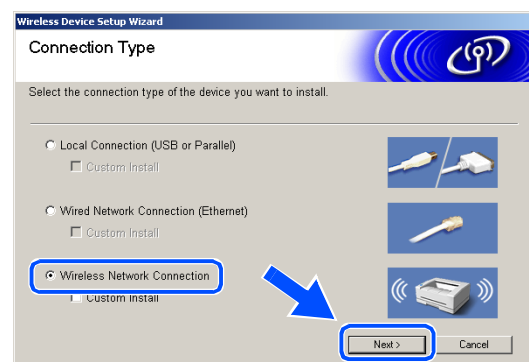 Wireless Device Setup Wizard
Connection Type
Select the connection type of the device you want to install.
Local Connection (USB or Parallel)
Custom Install
Wired Network Connection (Ethernet)
Custom Install
Wireless Network Connection
Custom Install
Next >
Cancel